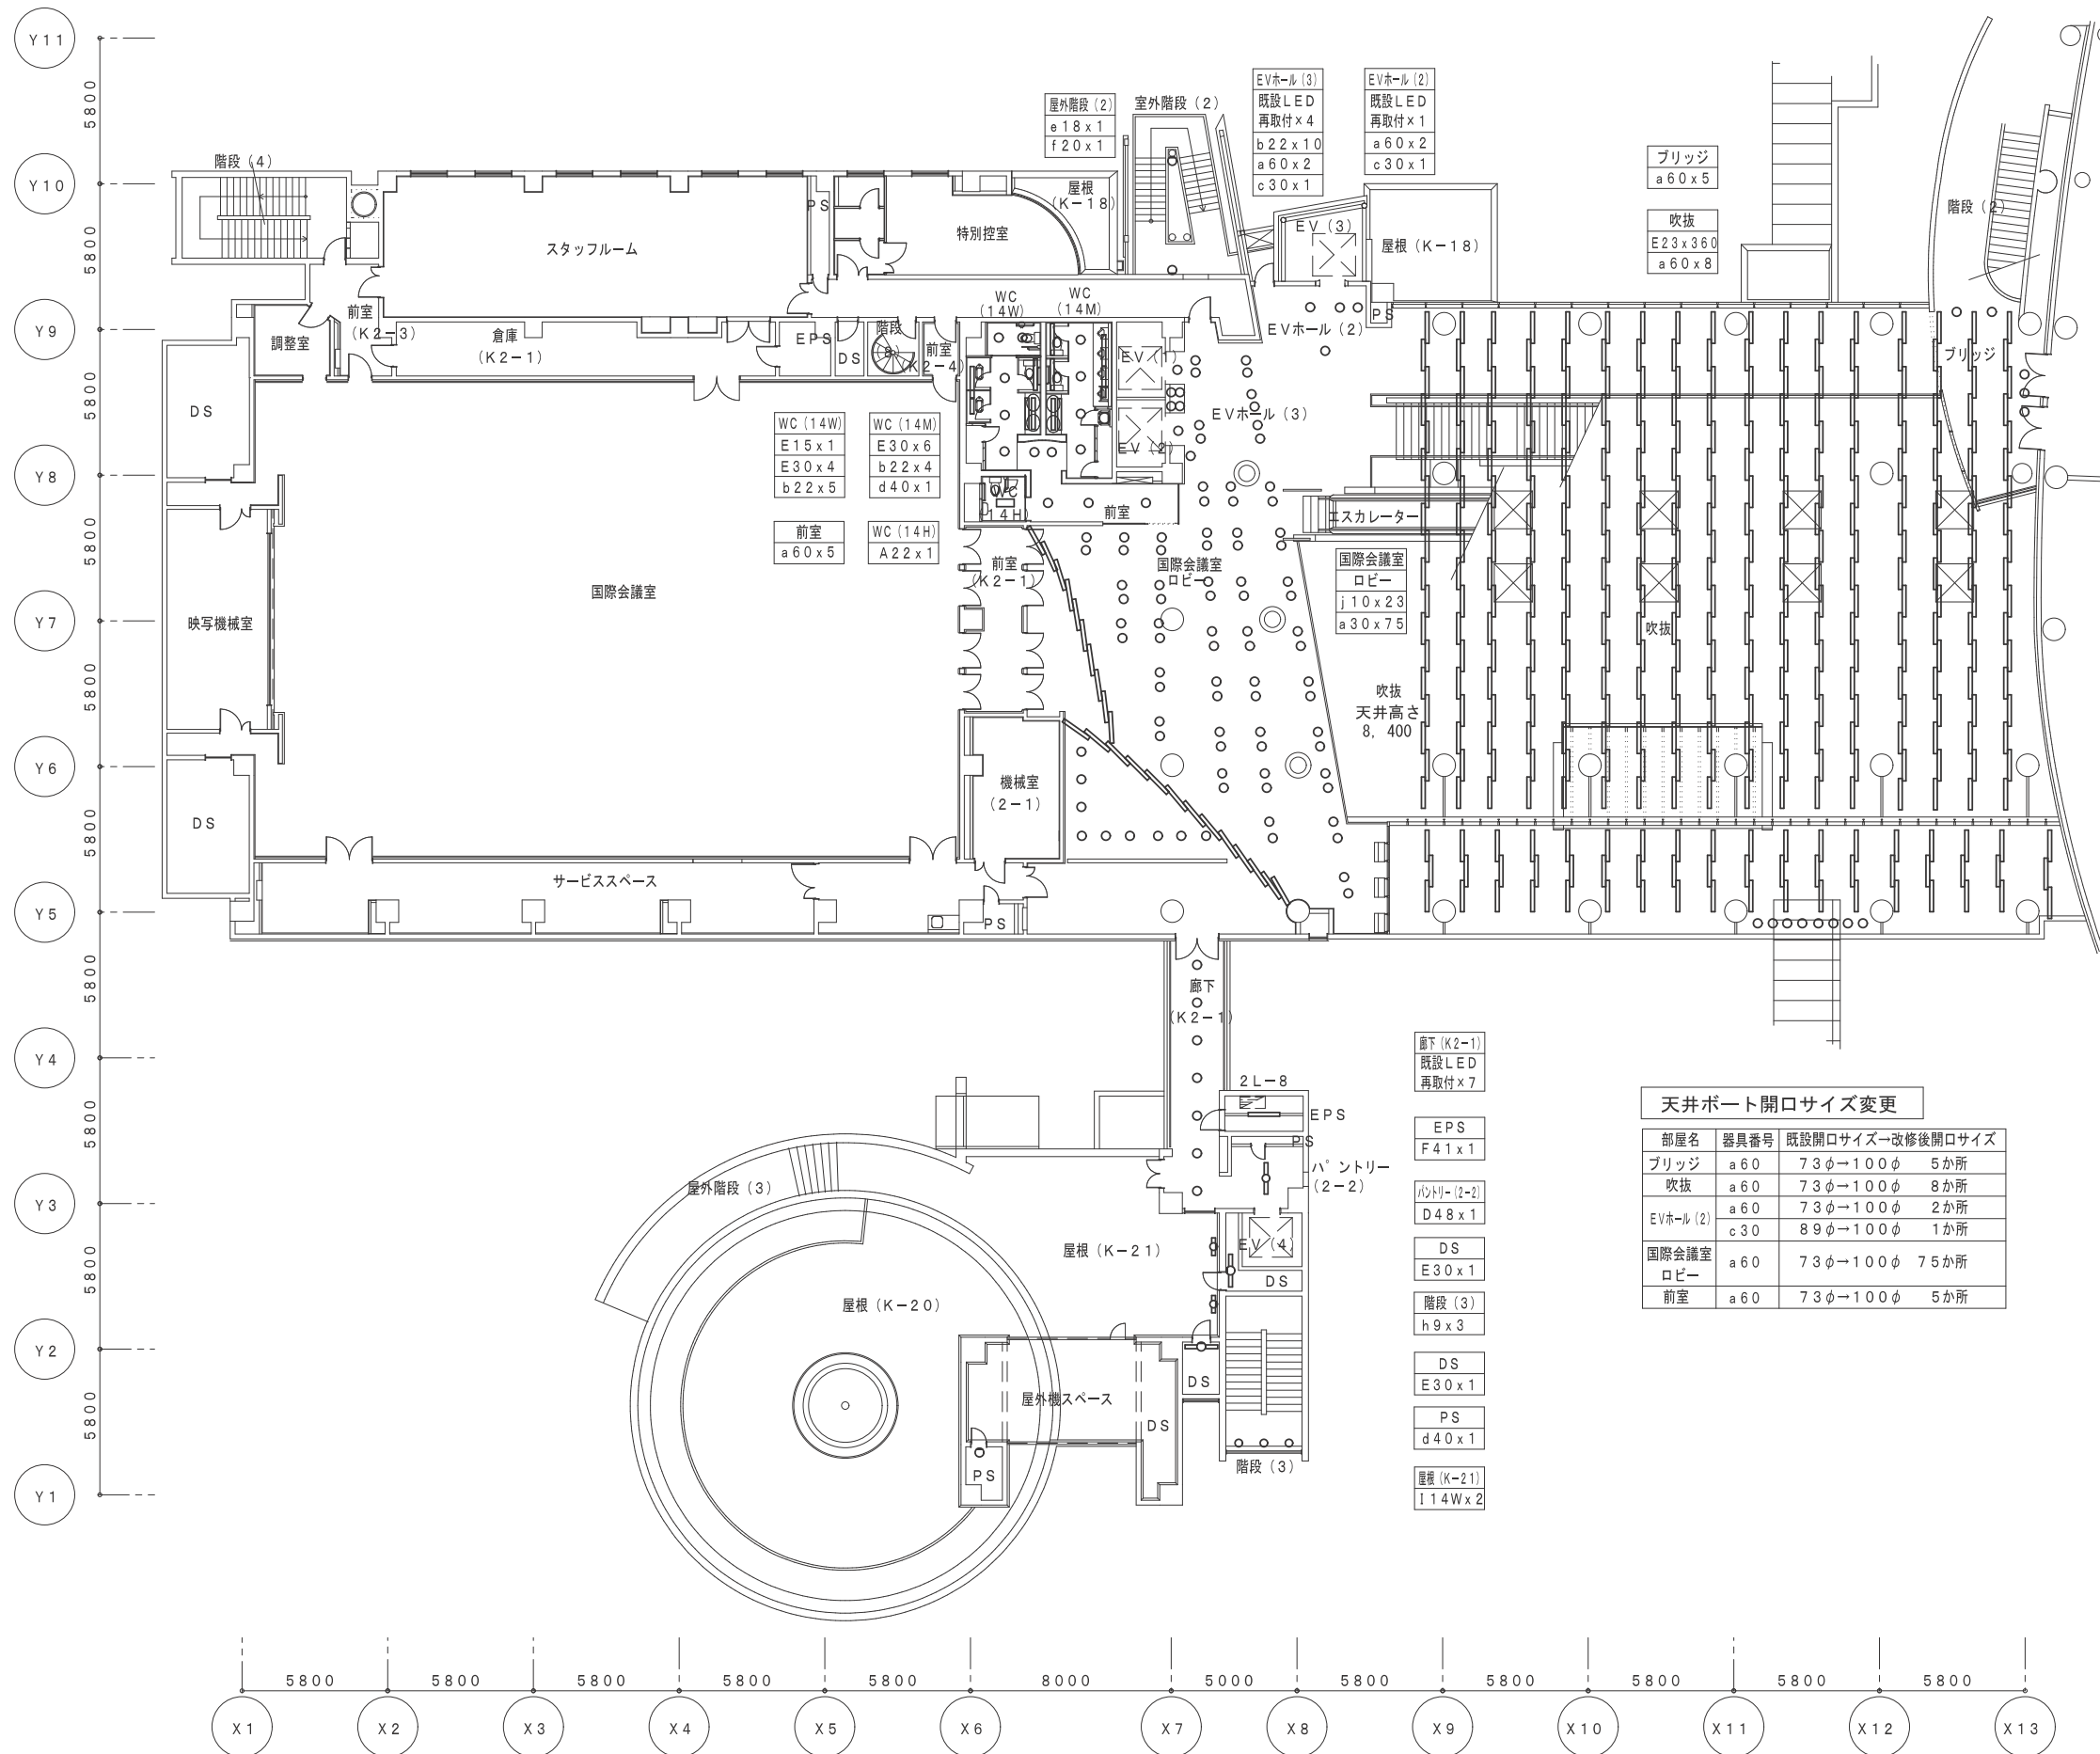 Y11
Y10
Y9
Y8
Y7
Y6
Y5
Y4
Y3
Y2
Y1
5800
5800
5800
5800
5800
5800
5800
5800
5800
5800
階段（4）
スタッフルーム
PS
特別控室
屋根
（K-18）
屋外階段（2）
e18x1
f20x1
室外階段（2）
EVホール（3）
既設LED
再取付×4
b22x10
a60x2
c30x1
EVホール（2）
既設LED
再取付×1
a60x2
c30x1
EV（3）
屋根（K-18）
ブリッジ
a60x5
吹抜
E23x360
a60x8
階段（2）
調整室
前室
（K2-3）
倉庫
（K2-1）
EPS
DS
階段
前室
（K2-4）
WC
（14W）
WC
（14M）
EV（1）
EV（2）
PS
EVホール（2）
EVホール（3）
ブリッジ
DS
WC（14W）
E15x1
E30x4
b22x5
WC（14M）
E30x6
b22x4
d40x1
前室
a60x5
WC（14H）
A22x1
WC
（14H）
前室
エスカレーター
国際会議室
前室
（K2-1）
国際会議室
ロビー
国際会議室
ロビー
j10x23
a30x75
映写機械室
吹抜
吹抜
天井高さ
8,400
機械室
（2-1）
DS
サービススペース
PS
廊下
（K2-1）
廊下（K2-1）
既設LED
再取付×7
2L-8
EPS
PS
パントリー
（2-2）
EPS
F41x1
パントリー（2-2）
D48x1
DS
E30x1
階段（3）
h9x3
DS
E30x1
PS
d40x1
屋根（K-21）
I14Wx2
天井ボート開口サイズ変更
部屋名 器具番号 既設開口サイズ→改修後開口サイズ
ブリッジ a60 73φ→100φ 5か所
吹抜 a60 73φ→100φ 8か所
EVホール（2） a60 73φ→100φ 2か所
c30 89φ→100φ 1か所
国際会議室
ロビー a60 73φ→100φ 75か所
前室 a60 73φ→100φ 5か所
屋外階段（3）
屋根（K-21）
EV（4）
DS
屋根（K-20）
屋外機スペース
DS
DS
PS
階段（3）
5800 5800 5800 5800 5800 8000 5000 5800 5800 5800 5800 5800
X1 X2 X3 X4 X5 X6 X7 X8 X9 X10 X11 X12 X13